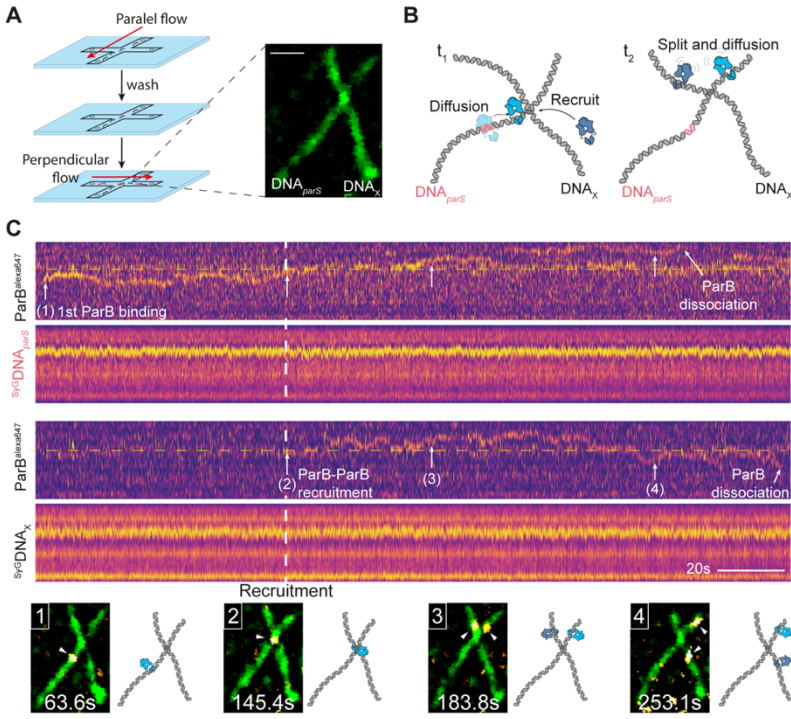 A
Paralel flow
wash
Perpendicular
flow
DNAparS
DNAX
B
t1
t2
Split and diffusion
Diffusion
Recruit
DNAparS
DNAX
DNAparS
DNAX
C
ParBalexa647
(1) 1st ParB binding
ParB
dissociation
SyGDNAparS
ParBalexa647
(2)
ParB-ParB
recruitment
(3)
(4)
ParB
dissociation
SyGDNAX
20s
Recruitment
1
63.6s
2
145.4s
3
183.8s
4
253.1s